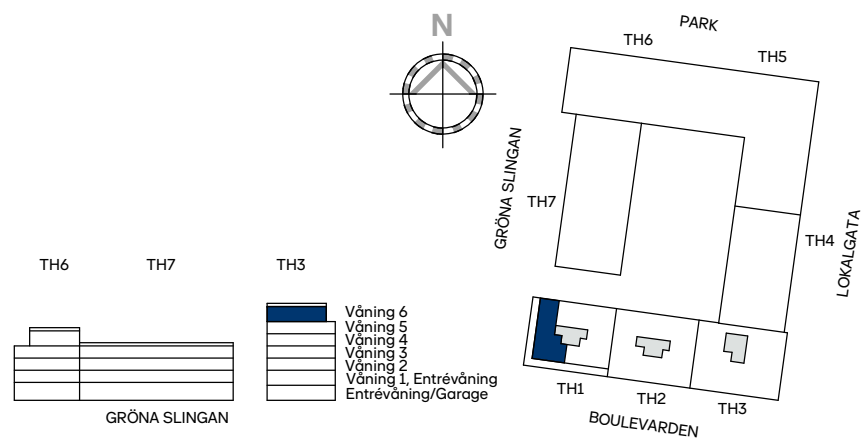 N
PARK
TH6
TH5
GRÖNA SLINGAN
TH7
TH4
LOKALGATA
TH6
TH7
TH3
Våning 6
Våning 5
Våning 4
Våning 3
Våning 2
Våning 1, Entrévåning
Entrévåning/Garage
GRÖNA SLINGAN
TH1
TH2
TH3
BOULEVARDEN